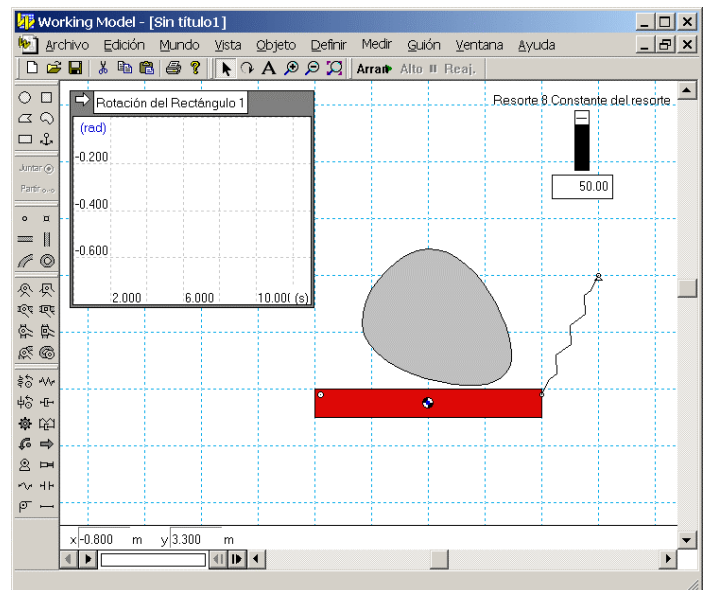 Working Model - [Sin título1]
Archivo Edición Mundo Vista Objeto Definir Medir Guión Ventana Ayuda
A Arran Alto Reaj.
Rotación del Rectángulo 1
(rad)
-0.200
-0.400
-0.600
2.000 6.000 10.00( (s)
Resorte 8 Constante del resorte
50.00
Juntar
Partir
x -0.800 m y 3.300 m